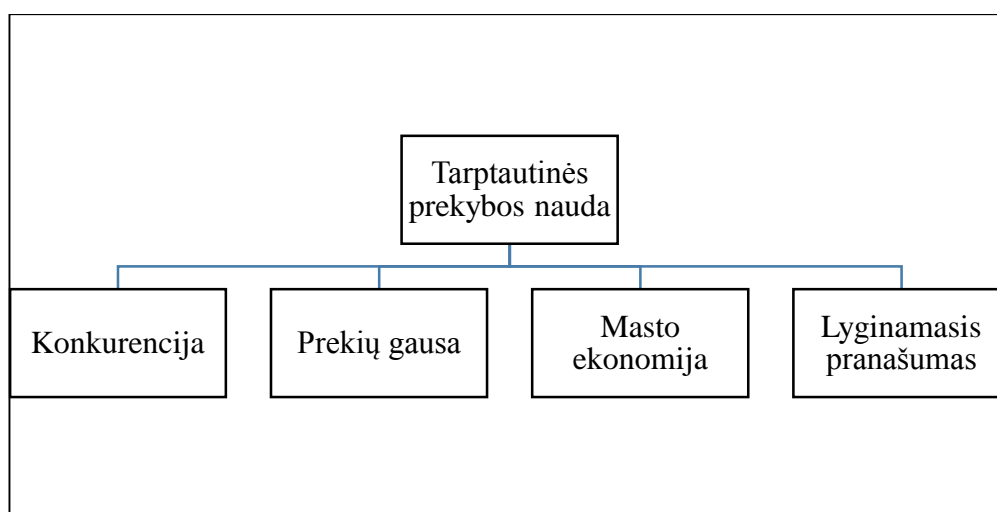 Tarptautinės
prekybos nauda
Konkurencija
Prekių gausa
Masto
ekonomija
Lyginamasis
pranašumas